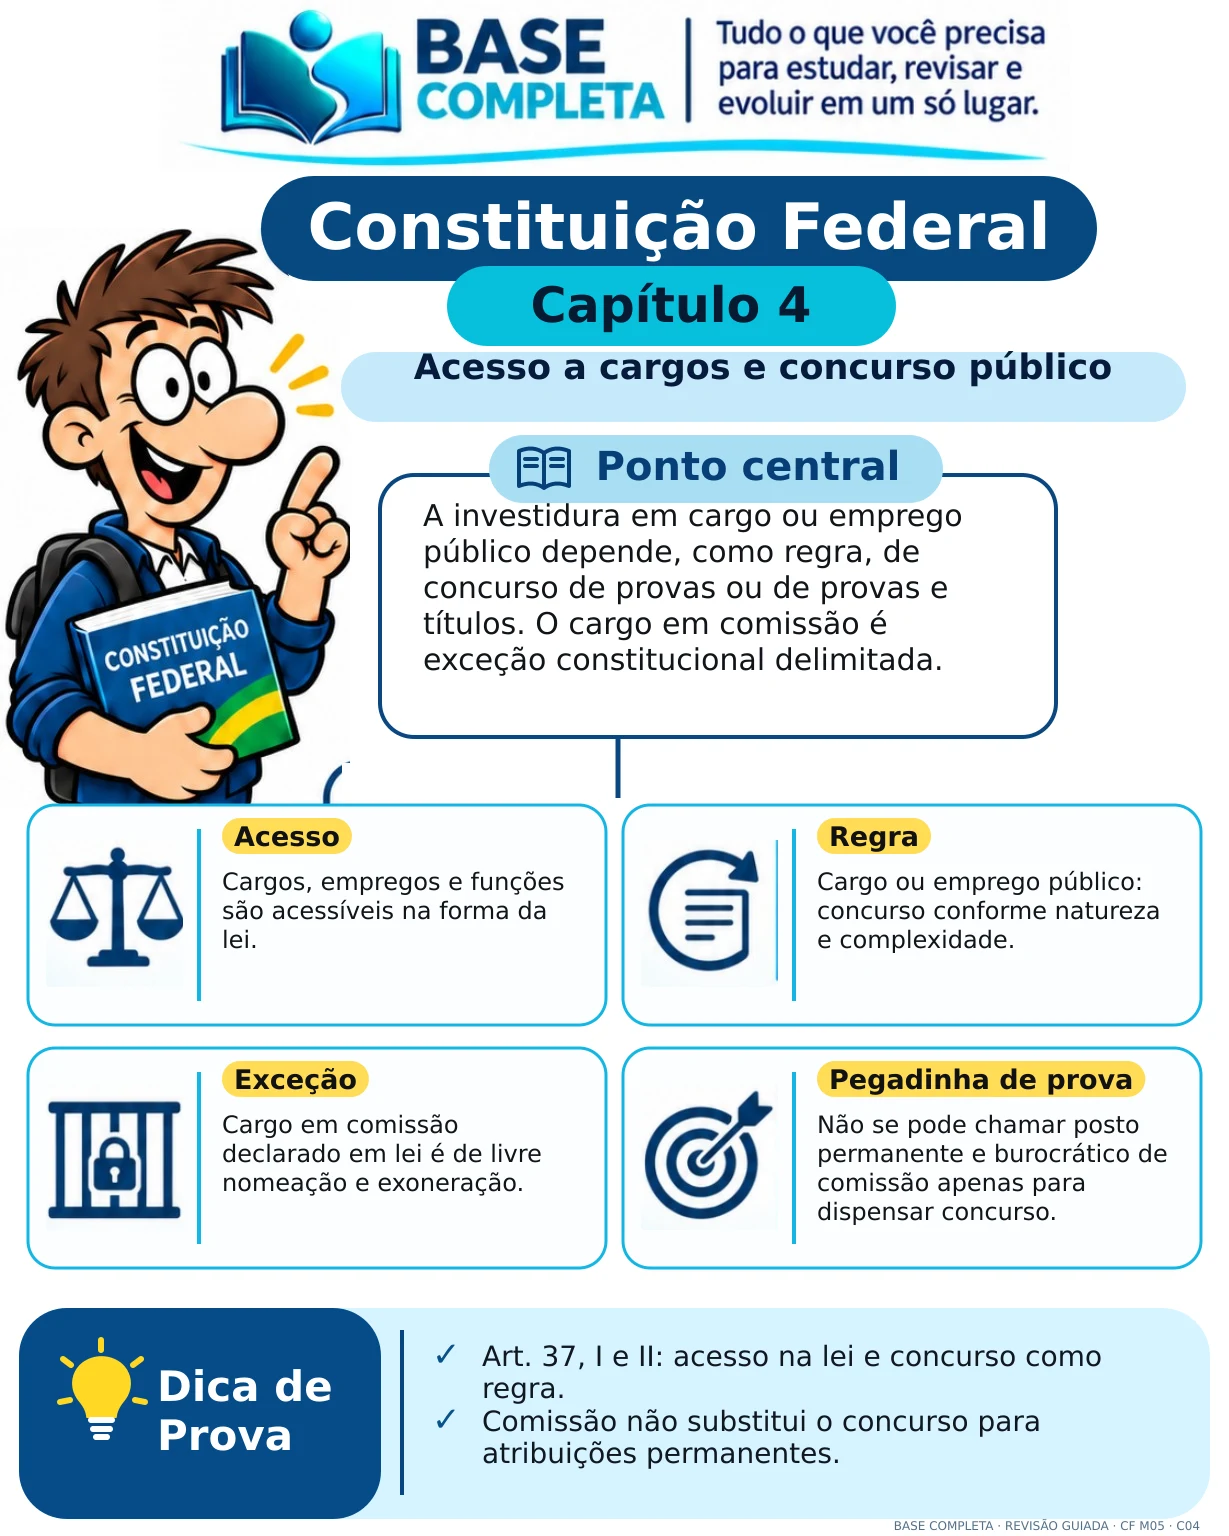 BASE
COMPLETA
Tudo o que você precisa
para estudar, revisar e
evoluir em um só lugar.
Constituição Federal
Capítulo 4
Acesso a cargos e concurso público
Ponto central
A investidura em cargo ou emprego
público depende, como regra, de
concurso de provas ou de provas e
títulos. O cargo em comissão é
exceção constitucional delimitada.
CONSTITUIÇÃO
FEDERAL
Acesso
Cargos, empregos e funções
são acessíveis na forma da
lei.
Regra
Cargo ou emprego público:
concurso conforme natureza
e complexidade.
Exceção
Cargo em comissão
declarado em lei é de livre
nomeação e exoneração.
Pegadinha de prova
Não se pode chamar posto
permanente e burocrático de
comissão apenas para
dispensar concurso.
Dica de
Prova
✓ Art. 37, I e II: acesso na lei e concurso como
regra.
✓ Comissão não substitui o concurso para
atribuições permanentes.
BASE COMPLETA · REVISÃO GUIADA · CF M05 · C04